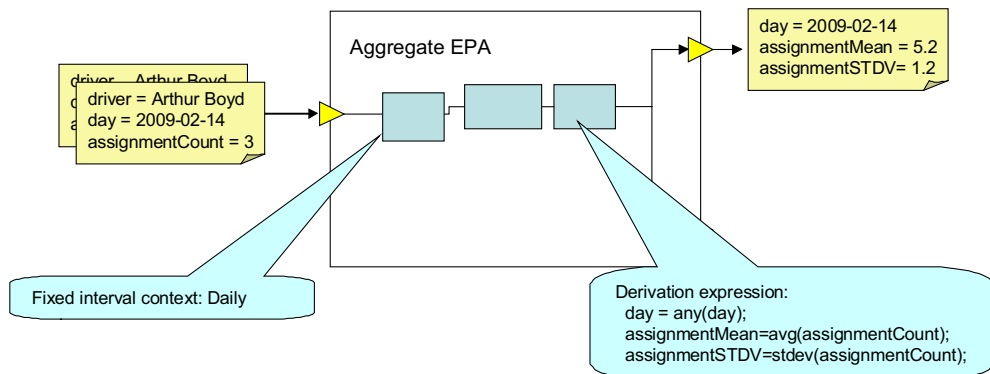 Aggregate EPA
driver = Arthur Boyd
driver = Arthur Boyd
day = 2009-02-14
assignmentCount = 3
day = 2009-02-14
assignmentMean = 5.2
assignmentSTDV= 1.2
Fixed interval context: Daily
Derivation expression:
day = any(day);
assignmentMean=avg(assignmentCount);
assignmentSTDV=stdev(assignmentCount);